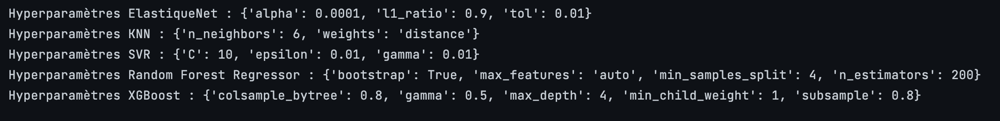 Hyperparamètres ElastiqueNet : {'alpha': 0.0001, 'l1_ratio': 0.9, 'tol': 0.01}
Hyperparamètres KNN : {'n_neighbors': 6, 'weights': 'distance'}
Hyperparamètres SVR : {'C': 10, 'epsilon': 0.01, 'gamma': 0.01}
Hyperparamètres Random Forest Regressor : {'bootstrap': True, 'max_features': 'auto', 'min_samples_split': 4, 'n_estimators': 200}
Hyperparamètres XGBoost : {'colsample_bytree': 0.8, 'gamma': 0.5, 'max_depth': 4, 'min_child_weight': 1, 'subsample': 0.8}